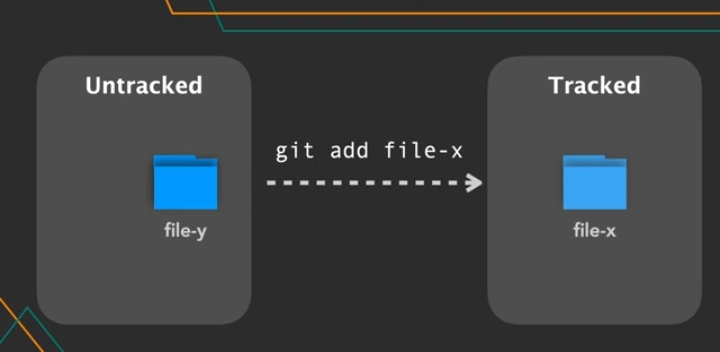 Untracked
Tracked
git add file-x
file-y
file-x